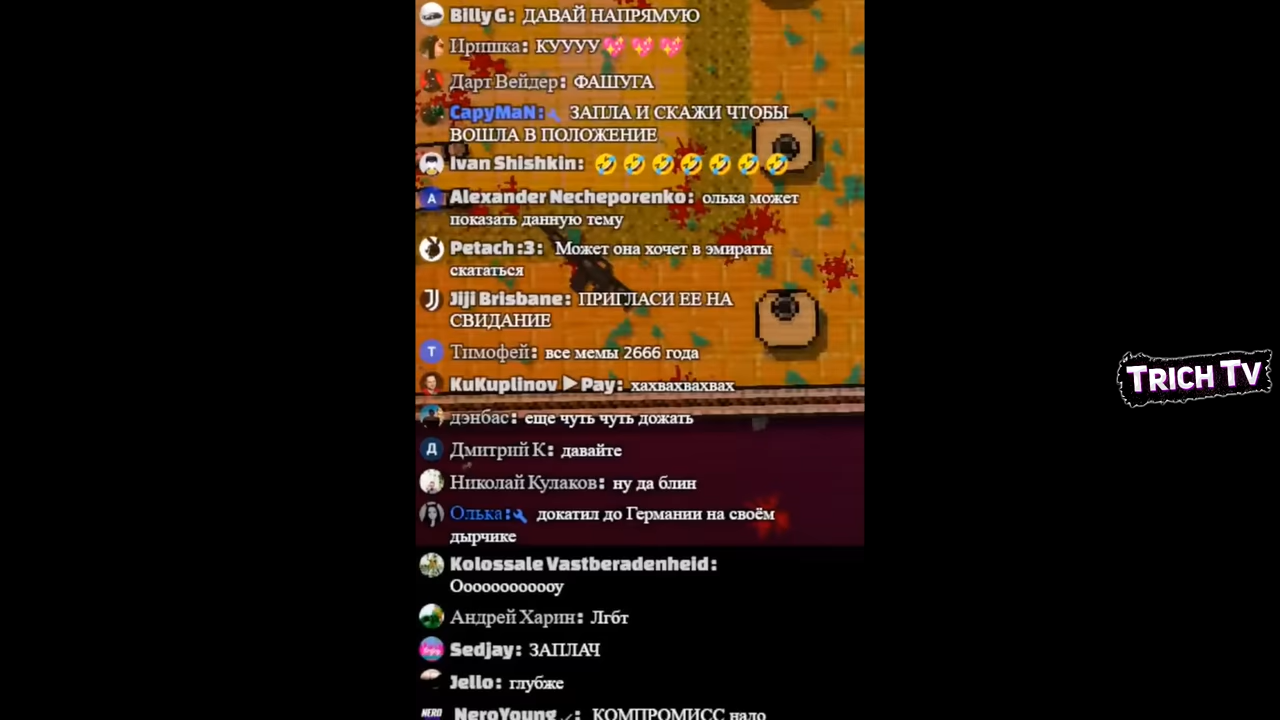 Billy G: ДАВАЙ НАПРЯМУЮ
Иришка: КУУУУ💖 💖 💖
Дарт Вейдер: ФАШУГА
CapyMaN: ЗАПЛА И СКАЖИ ЧТОБЫ
ВОШЛА В ПОЛОЖЕНИЕ
Ivan Shishkin: 🤣 🤣 🤣 🤣 🤣 🤣 🤣
A Alexander Necheporenko: олька может
показать данную тему
Petach :3: Может она хочет в эмираты
скататься
Jiji Brisbane: ПРИГЛАСИ ЕЕ НА
СВИДАНИЕ
T Тимофей: все мемы 2666 года
KuKuplinov ▶ Pay: хахвахвахвах
дэнбас: еще чуть чуть дожать
Д Дмитрий К: давайте
Николай Кулаков: ну да блин
Олька: докатил до Германии на своём
дырчике
Kolossale Vastberadenheid:
Оооооооооооу
Андрей Харин: Лгбт
Sedjay: ЗАПЛАЧ
Jello: глубже
NERO NeroYoung: КОМПРОМИСС надо
TRICH TV